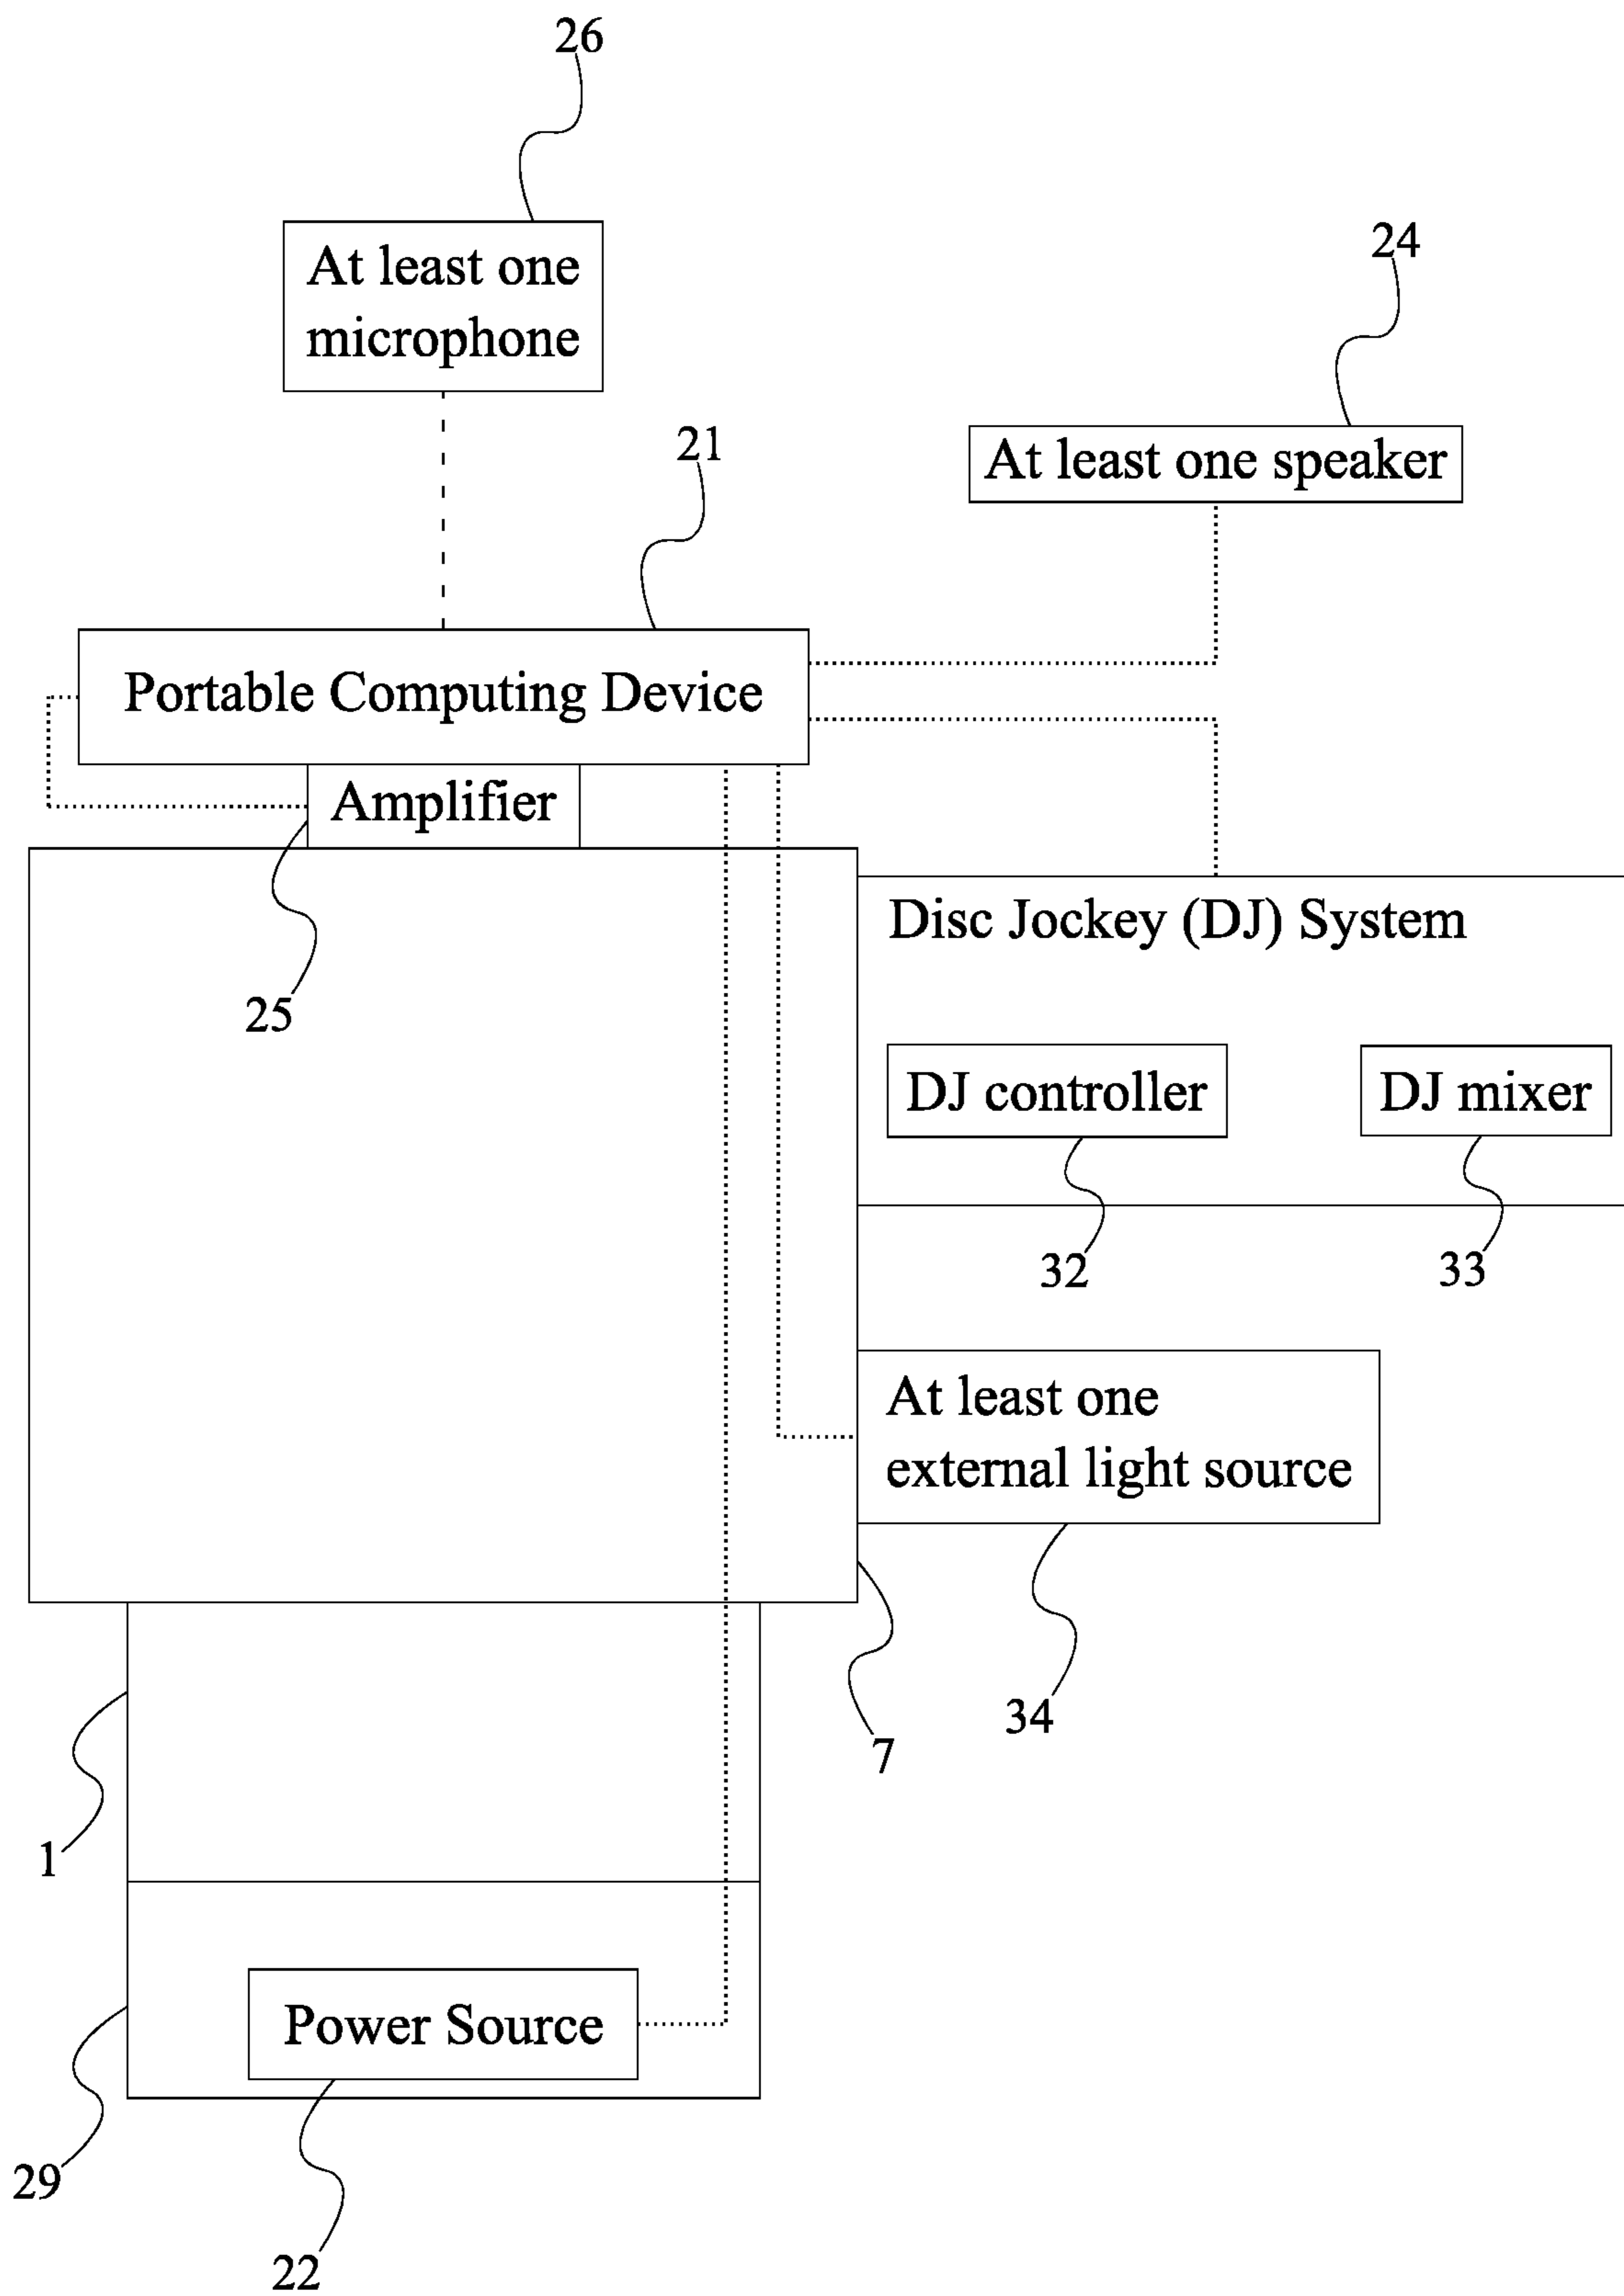 26
At least one
microphone
24
At least one speaker
21
Portable Computing Device
Amplifier
25
Disc Jockey (DJ) System
DJ controller
DJ mixer
32
33
At least one
external light source
34
7
1
Power Source
29
22